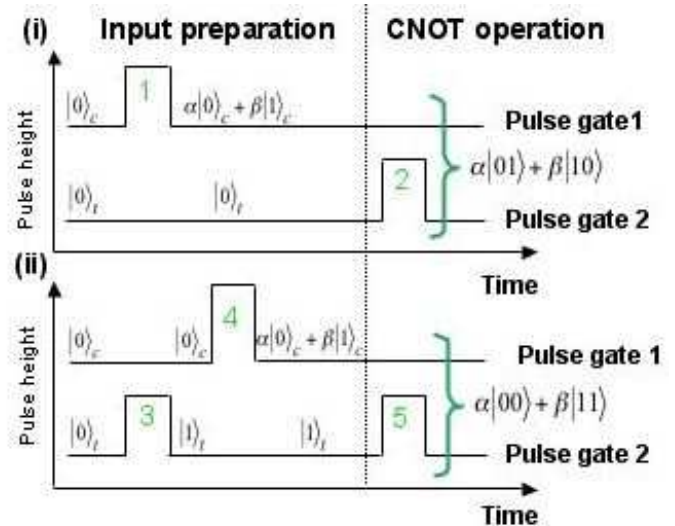 (i) Input preparation CNOT operation
Pulse height
|0⟩c 1 α|0⟩c + β|1⟩c
Pulse gate1
|0⟩t |0⟩t 2 α|01⟩ + β|10⟩
Pulse gate 2
(ii) Time
Pulse height
4
|0⟩c |0⟩c α|0⟩c + β|1⟩c Pulse gate 1
3 5 α|00⟩ + β|11⟩
|0⟩t |1⟩t |1⟩t Pulse gate 2
Time